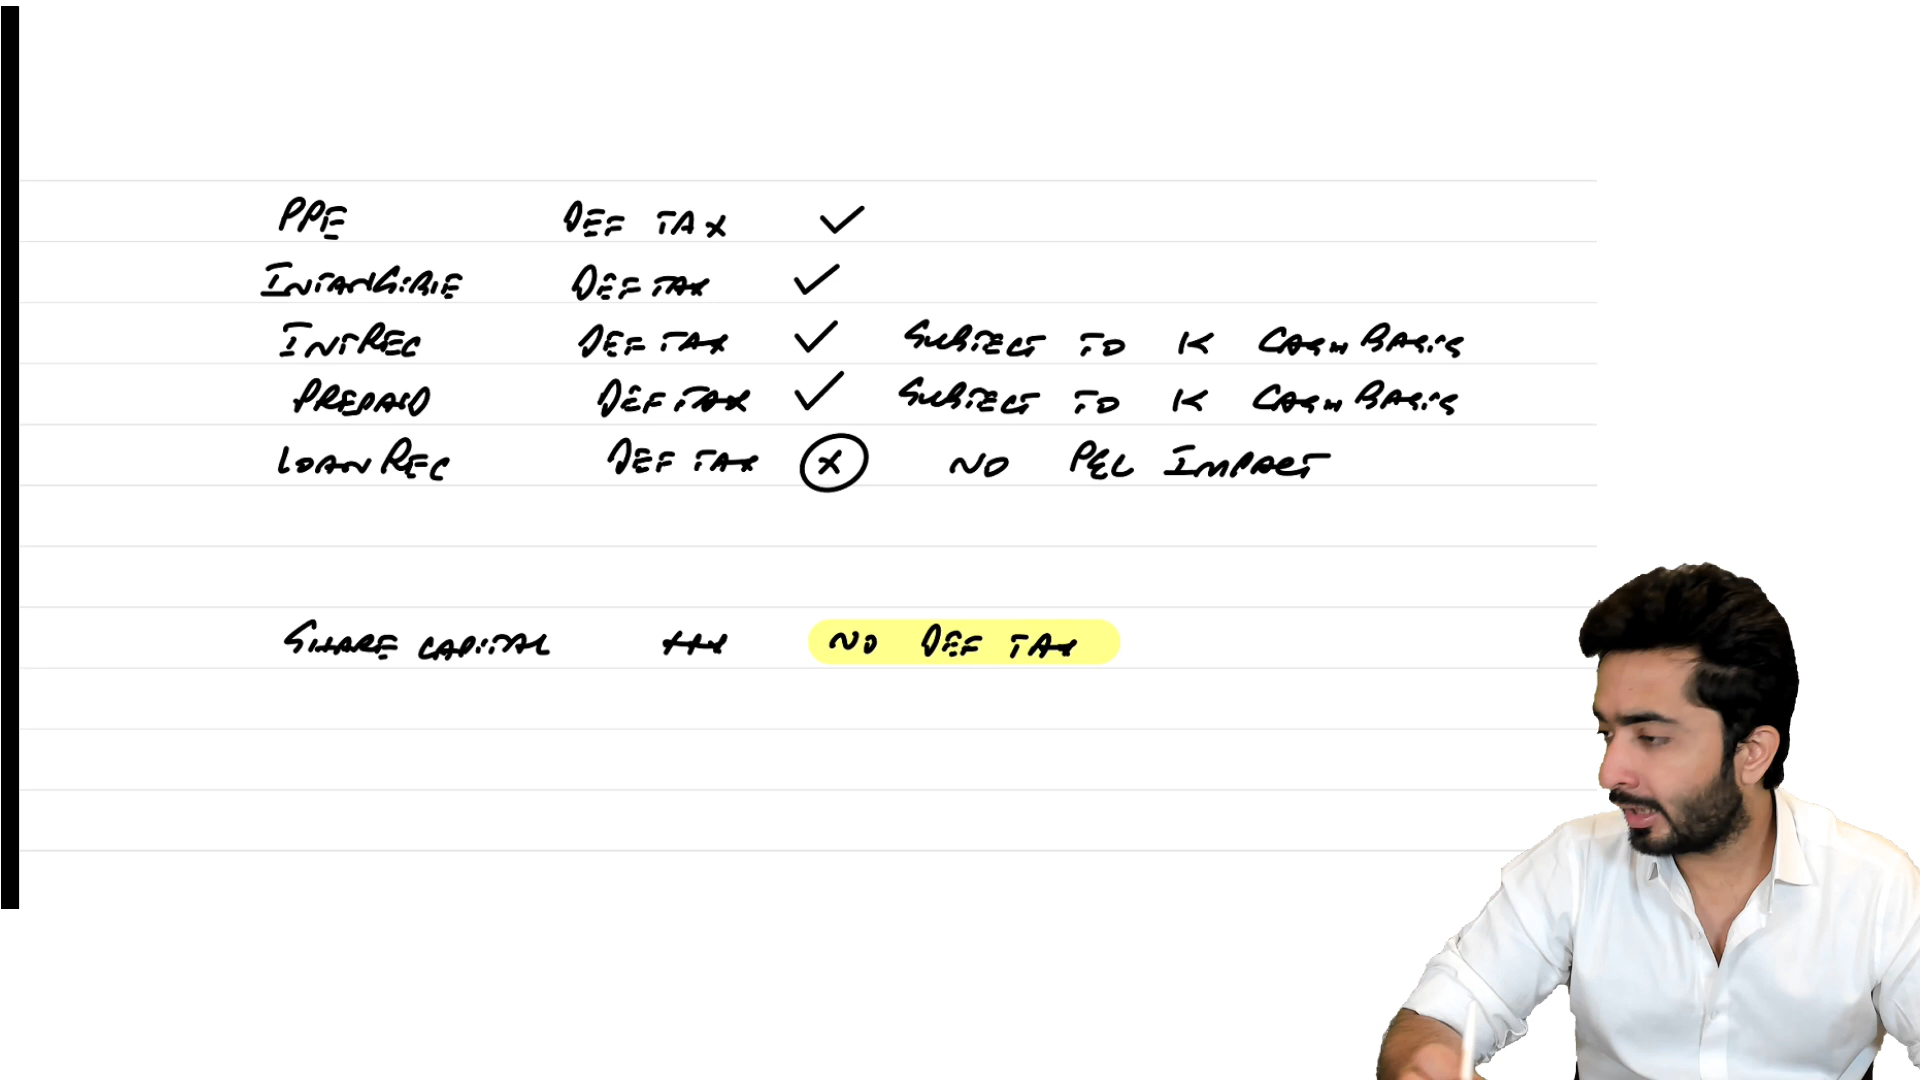 PPE DEF TAX ✓
INTANGIBLE DEF TAX ✓
INT REC DEF TAX ✓ SUBJECT TO K CASH BASIS
PREPAID DEF TAX ✓ SUBJECT TO K CASH BASIS
LOAN REC DEF TAX X NO P&L IMPACT
SHARE CAPITAL XXX NO DEF TAX